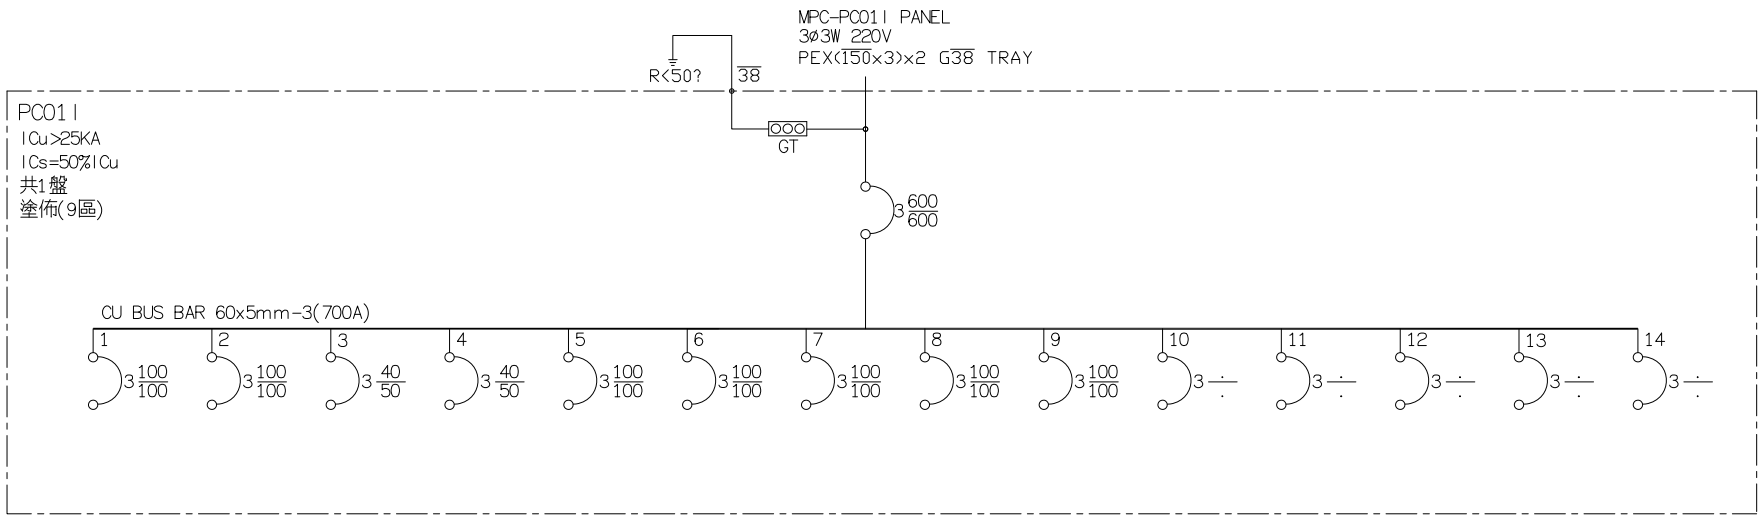 MPC-PC01I PANEL
3ø3W 220V
PEX(150x3)x2 G38 TRAY
R<50?
38
PC01I
ICu>25KA
ICs=50%ICu
共1盤
塗佈(9區)
GT
3 600
600
CU BUS BAR 60x5mm-3(700A)
1 2 3 4 5 6 7 8 9 10 11 12 13 14
3 100 3 100 3 40 3 40 3 100 3 100 3 100 3 100 3 100 3 . 3 . 3 . 3 . 3 .
100 100 50 50 100 100 100 100 100 . . . . .